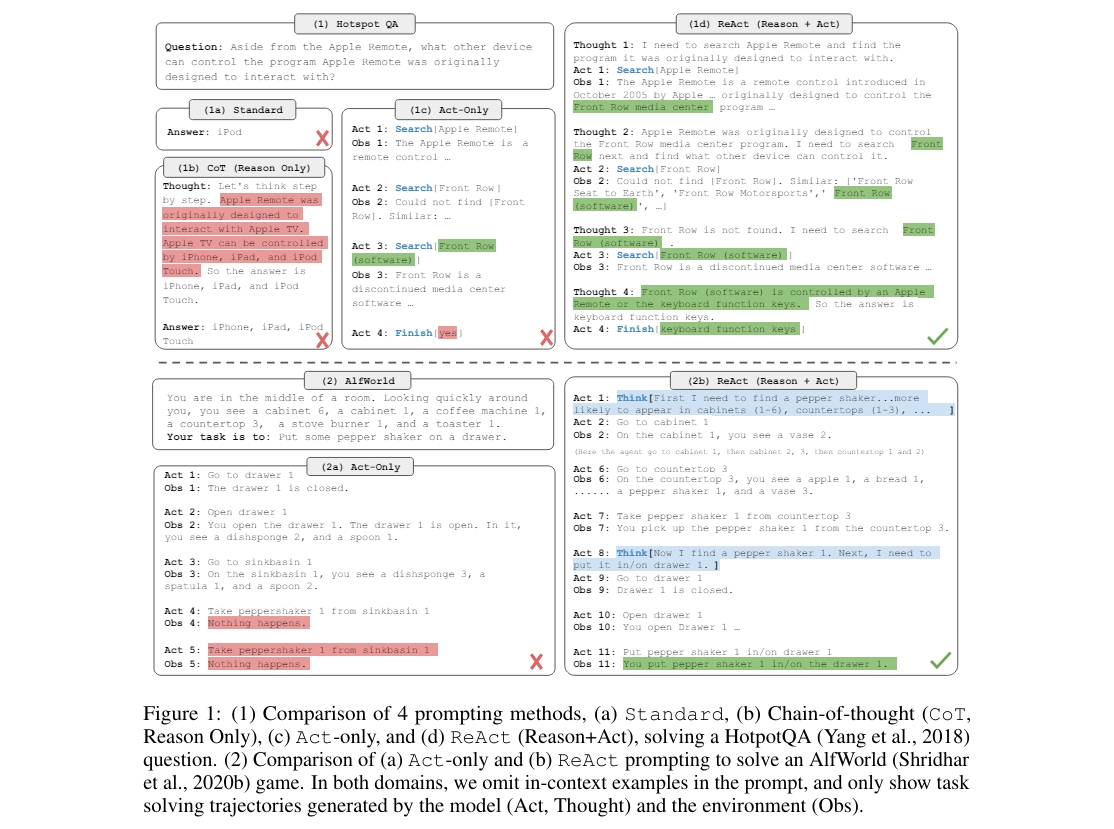 (1) Hotspot QA
Question: Aside from the Apple Remote, what other device
can control the program Apple Remote was originally
designed to interact with?
(1a) Standard
Answer: iPod
(1b) CoT (Reason Only)
Thought: Let's think step
by step. Apple Remote was
originally designed to
interact with Apple TV.
Apple TV can be controlled
by iPhone, iPad, and iPod
Touch. So the answer is
iPhone, iPad, and iPod
Touch.
Answer: iPhone, iPad, iPod
Touch
(1c) Act-Only
Act 1: Search[Apple Remote]
Obs 1: The Apple Remote is a
remote control …
Act 2: Search[Front Row]
Obs 2: Could not find [Front
Row]. Similar: …
Act 3: Search[Front Row
(software)]
Obs 3: Front Row is a
discontinued media center
software …
Act 4: Finish[yes]
(1d) ReAct (Reason + Act)
Thought 1: I need to search Apple Remote and find the
program it was originally designed to interact with.
Act 1: Search[Apple Remote]
Obs 1: The Apple Remote is a remote control introduced in
October 2005 by Apple … originally designed to control the
Front Row media center program …
Thought 2: Apple Remote was originally designed to control
the Front Row media center program. I need to search Front
Row next and find what other device can control it.
Act 2: Search[Front Row]
Obs 2: Could not find [Front Row]. Similar: ['Front Row
Seat to Earth', 'Front Row Motorsports',' Front Row
(software)', …]
Thought 3: Front Row is not found. I need to search Front
Row (software) .
Act 3: Search[Front Row (software)]
Obs 3: Front Row is a discontinued media center software …
Thought 4: Front Row (software) is controlled by an Apple
Remote or the keyboard function keys. So the answer is
keyboard function keys.
Act 4: Finish[keyboard function keys]
(2) AlfWorld
You are in the middle of a room. Looking quickly around
you, you see a cabinet 6, a cabinet 1, a coffee machine 1,
a countertop 3, a stove burner 1, and a toaster 1.
Your task is to: Put some pepper shaker on a drawer.
(2a) Act-Only
Act 1: Go to drawer 1
Obs 1: The drawer 1 is closed.
Act 2: Open drawer 1
Obs 2: You open the drawer 1. The drawer 1 is open. In it,
you see a dishsponge 2, and a spoon 1.
Act 3: Go to sinkbasin 1
Obs 3: On the sinkbasin 1, you see a dishsponge 3, a
spatula 1, and a spoon 2.
Act 4: Take peppershaker 1 from sinkbasin 1
Obs 4: Nothing happens.
Act 5: Take peppershaker 1 from sinkbasin 1
Obs 5: Nothing happens.
(2b) ReAct (Reason + Act)
Act 1: Think[First I need to find a pepper shaker...more
likely to appear in cabinets (1-6), countertops (1-3), ... ]
Act 2: Go to cabinet 1
Obs 2: On the cabinet 1, you see a vase 2.
(Here the agent go to cabinet 1, then cabinet 2, 3, then countertop 1 and 2)
Act 6: Go to countertop 3
Obs 6: On the countertop 3, you see a apple 1, a bread 1,
...... a pepper shaker 1, and a vase 3.
Act 7: Take pepper shaker 1 from countertop 3
Obs 7: You pick up the pepper shaker 1 from the countertop 3.
Act 8: Think[Now I find a pepper shaker 1. Next, I need to
put it in/on drawer 1. ]
Act 9: Go to drawer 1
Obs 9: Drawer 1 is closed.
Act 10: Open drawer 1
Obs 10: You open Drawer 1 …
Act 11: Put pepper shaker 1 in/on drawer 1
Obs 11: You put pepper shaker 1 in/on the drawer 1.
Figure 1: (1) Comparison of 4 prompting methods, (a) Standard, (b) Chain-of-thought (CoT,
Reason Only), (c) Act-only, and (d) ReAct (Reason+Act), solving a HotpotQA (Yang et al., 2018)
question. (2) Comparison of (a) Act-only and (b) ReAct prompting to solve an AlfWorld (Shridhar
et al., 2020b) game. In both domains, we omit in-context examples in the prompt, and only show task
solving trajectories generated by the model (Act, Thought) and the environment (Obs).